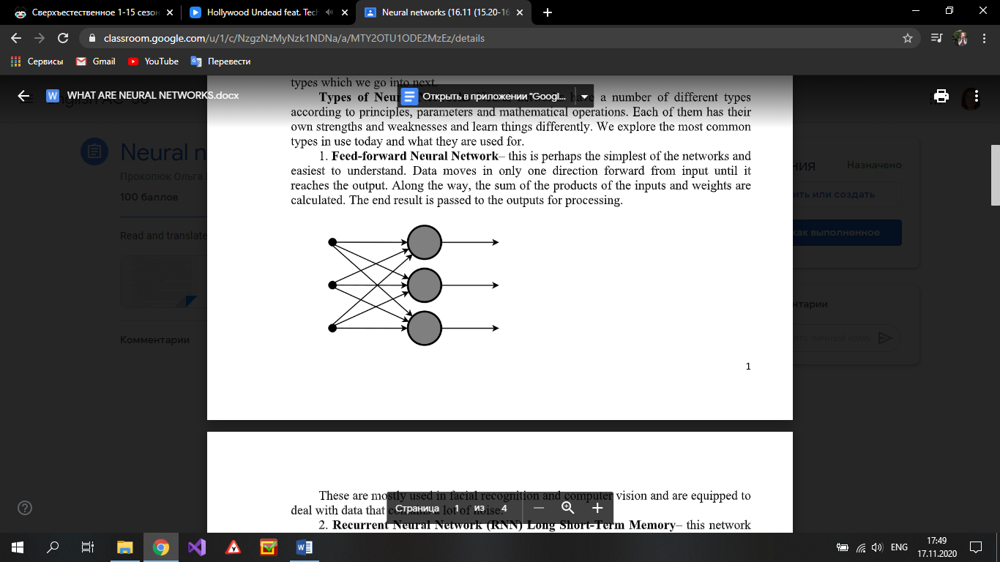 Сверхъестественное 1-15 сезон
Hollywood Undead feat. Tech
Neural networks (16.11 (15.20-16
classroom.google.com/u/1/c/NzgzNzMyNzk1NDNa/a/MTY2OTU1ODE2MzEz/details
Сервисы
Gmail
YouTube
Перевести
types which we go into next.
WHAT ARE NEURAL NETWORKS.docx
Открыть в приложении "Googl...
Types of Neur have a number of different types
according to principles, parameters and mathematical operations. Each of them has their
own strengths and weaknesses and learn things differently. We explore the most common
types in use today and what they are used for.
1. Feed-forward Neural Network– this is perhaps the simplest of the networks and
easiest to understand. Data moves in only one direction forward from input until it
reaches the output. Along the way, the sum of the products of the inputs and weights are
calculated. The end result is passed to the outputs for processing.
Neural n
Прокопюк Ольга
100 баллов
Read and translate
Комментарии
ния
Назначено
ить или создать
как выполненное
нтарии
1
These are mostly used in facial recognition and computer vision and are equipped to
deal with data that contains a lot of noise.
Страница 1 из 4
2. Recurrent Neural Network (RNN) Long Short-Term Memory– this network
ENG
17:49
17.11.2020